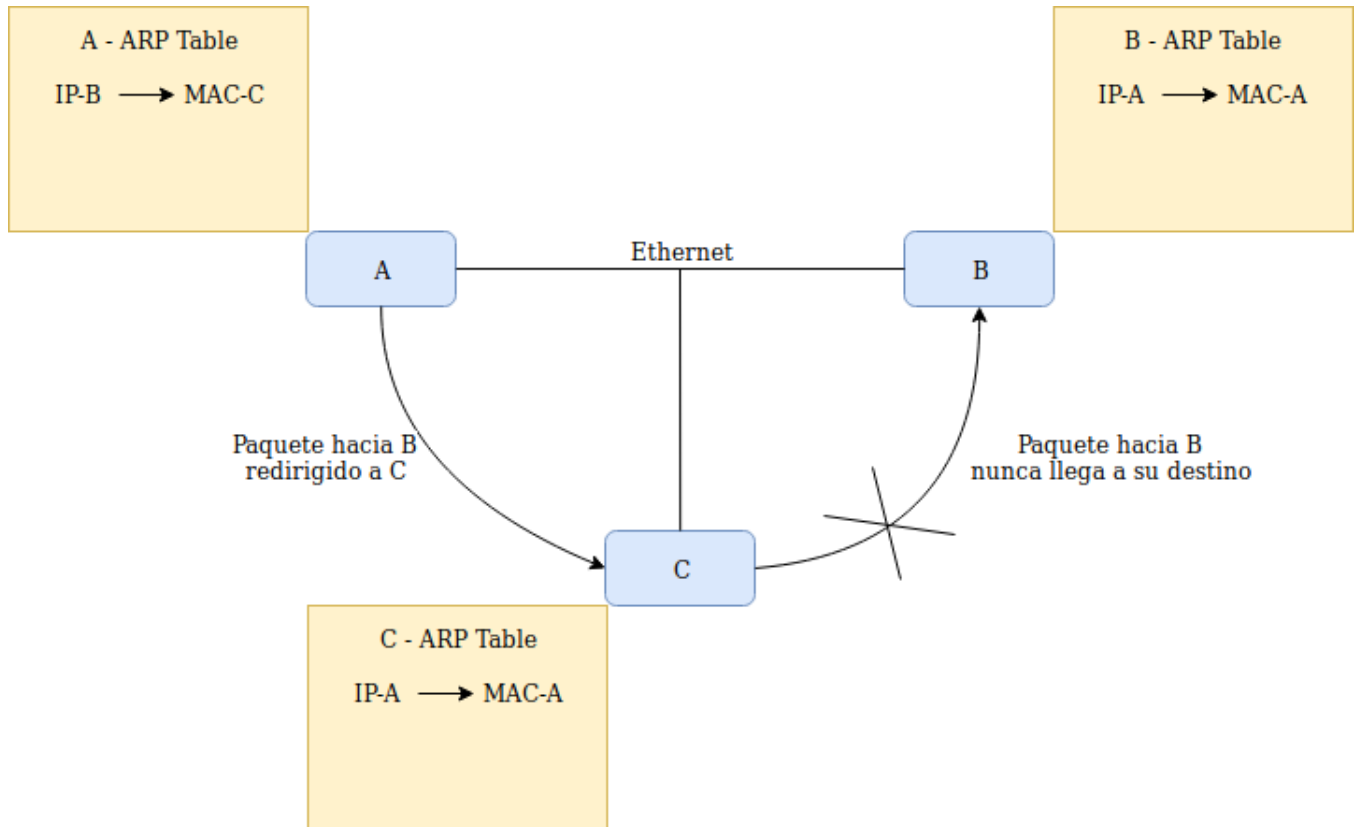 A - ARP Table
IP-B → MAC-C
B - ARP Table
IP-A → MAC-A
Ethernet
A
B
Paquete hacia B
redirigido a C
Paquete hacia B
nunca llega a su destino
C
C - ARP Table
IP-A → MAC-A